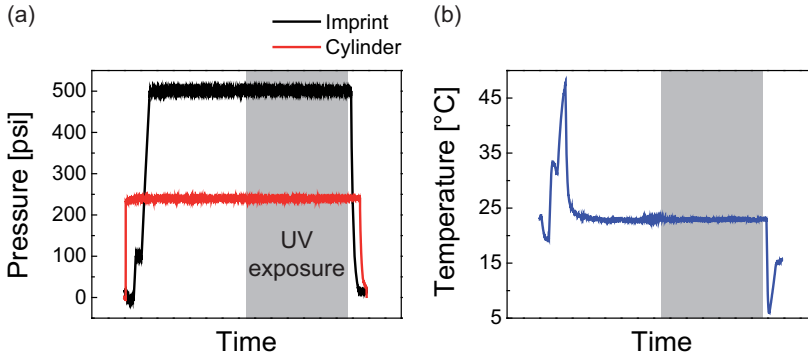 (a)
Imprint
Cylinder
Pressure [psi]
500
400
300
200
100
0
UV
exposure
Time
(b)
Temperature [°C]
45
35
25
15
5
Time